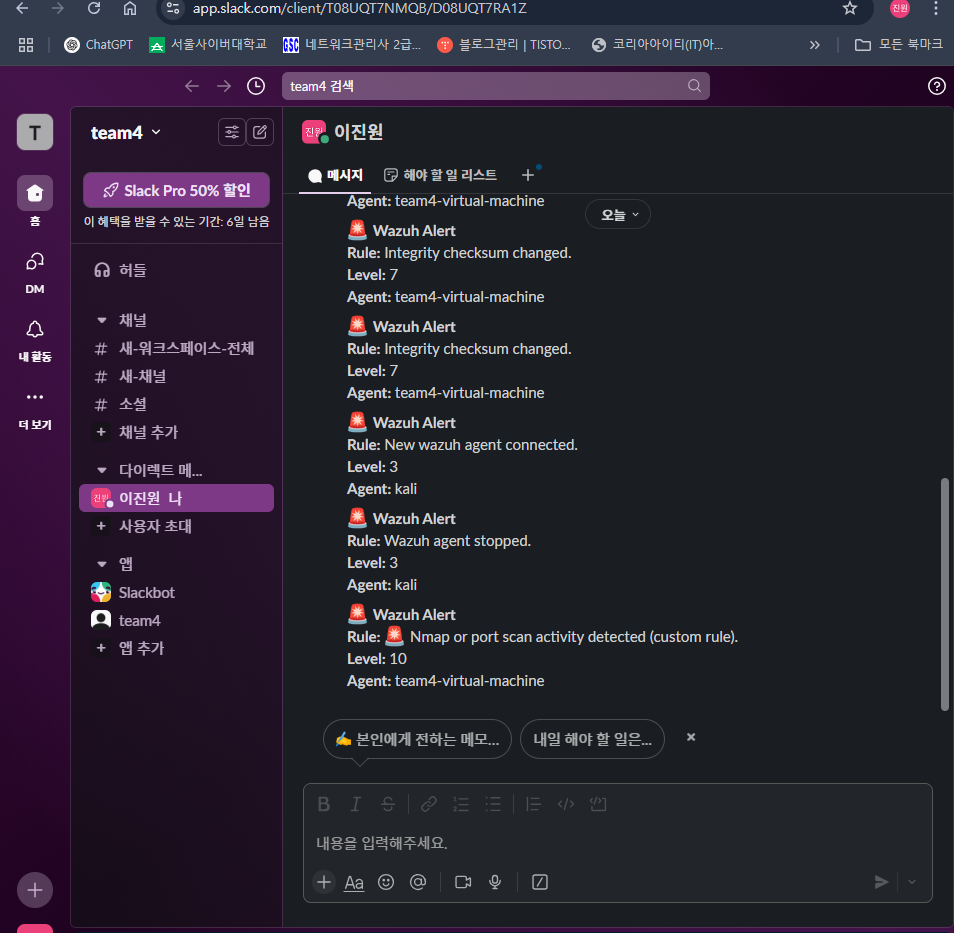 app.slack.com/client/T08UQT7NMQB/D08UQT7RA1Z
진원
ChatGPT
서울사이버대학교
네트워크관리사 2급...
블로그관리 | TISTO...
코리아아이티(IT)아...
모든 북마크
team4 검색
T
홈
DM
내 활동
더 보기
team4
Slack Pro 50% 할인
이 혜택을 받을 수 있는 기간: 6일 남음
허들
채널
# 새-워크스페이스-전체
# 새-채널
# 소셜
+ 채널 추가
다이렉트 메...
진원 이진원 나
+ 사용자 초대
앱
Slackbot
team4
+ 앱 추가
진원 이진원
메시지
해야 할 일 리스트
오늘
Agent: team4-virtual-machine
🚨 Wazuh Alert
Rule: Integrity checksum changed.
Level: 7
Agent: team4-virtual-machine
🚨 Wazuh Alert
Rule: Integrity checksum changed.
Level: 7
Agent: team4-virtual-machine
🚨 Wazuh Alert
Rule: New wazuh agent connected.
Level: 3
Agent: kali
🚨 Wazuh Alert
Rule: Wazuh agent stopped.
Level: 3
Agent: kali
🚨 Wazuh Alert
Rule: 🚨 Nmap or port scan activity detected (custom rule).
Level: 10
Agent: team4-virtual-machine
✍️ 본인에게 전하는 메모...
내일 해야 할 일은...
B I S
내용을 입력해주세요.
+ Aa @